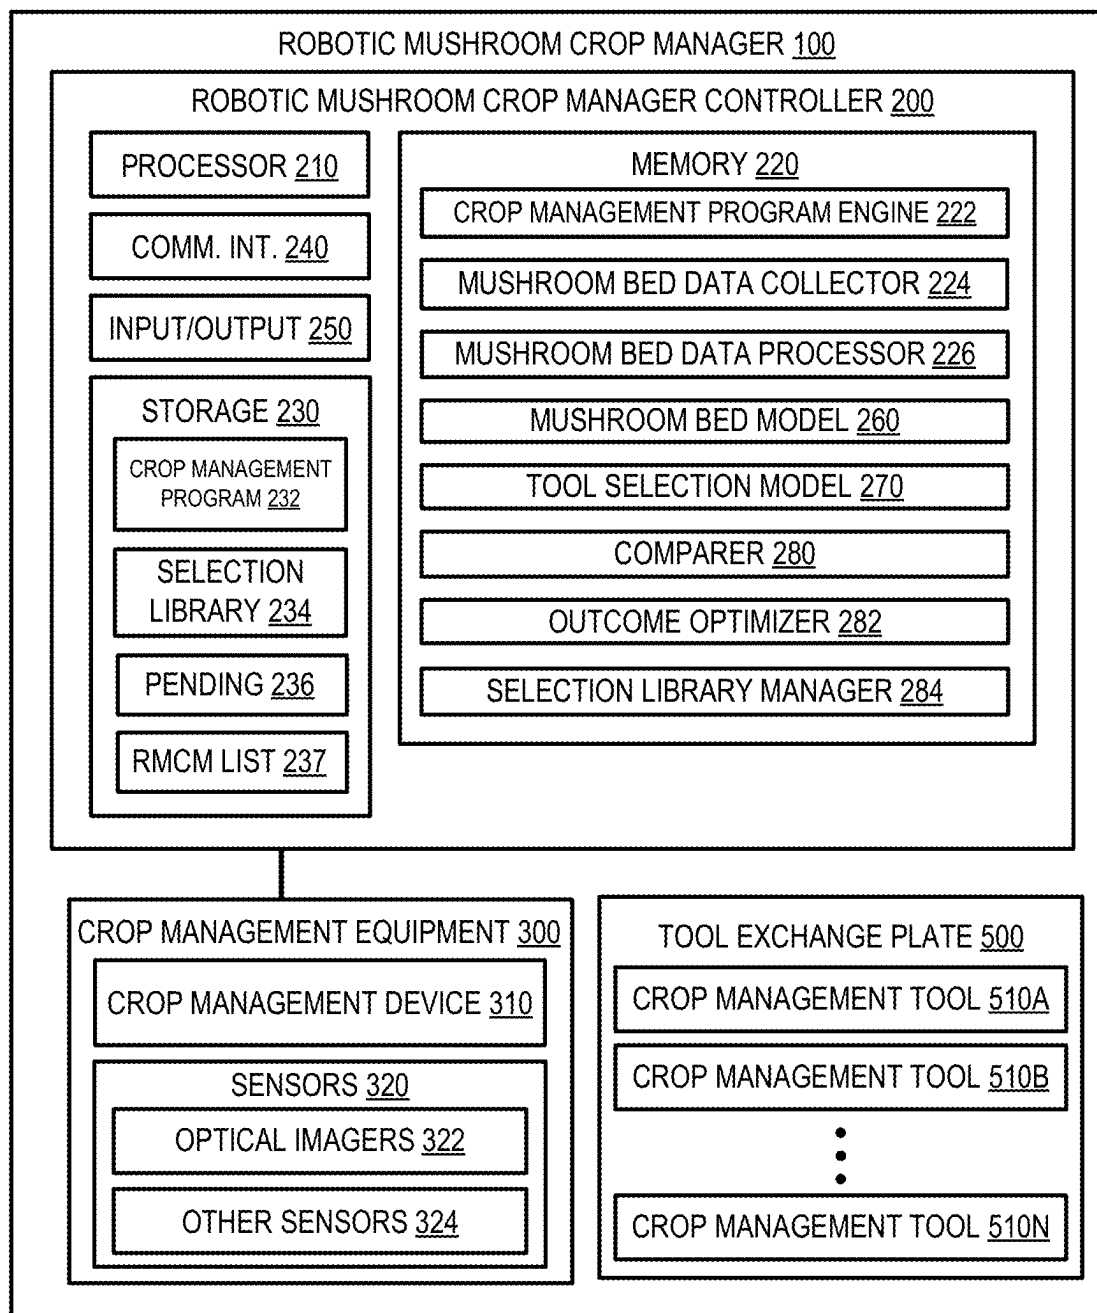 ROBOTIC MUSHROOM CROP MANAGER 100
ROBOTIC MUSHROOM CROP MANAGER CONTROLLER 200
PROCESSOR 210
COMM. INT. 240
INPUT/OUTPUT 250
STORAGE 230
CROP MANAGEMENT
PROGRAM 232
SELECTION
LIBRARY 234
PENDING 236
RMCM LIST 237
MEMORY 220
CROP MANAGEMENT PROGRAM ENGINE 222
MUSHROOM BED DATA COLLECTOR 224
MUSHROOM BED DATA PROCESSOR 226
MUSHROOM BED MODEL 260
TOOL SELECTION MODEL 270
COMPARER 280
OUTCOME OPTIMIZER 282
SELECTION LIBRARY MANAGER 284
CROP MANAGEMENT EQUIPMENT 300
CROP MANAGEMENT DEVICE 310
SENSORS 320
OPTICAL IMAGERS 322
OTHER SENSORS 324
TOOL EXCHANGE PLATE 500
CROP MANAGEMENT TOOL 510A
CROP MANAGEMENT TOOL 510B
CROP MANAGEMENT TOOL 510N